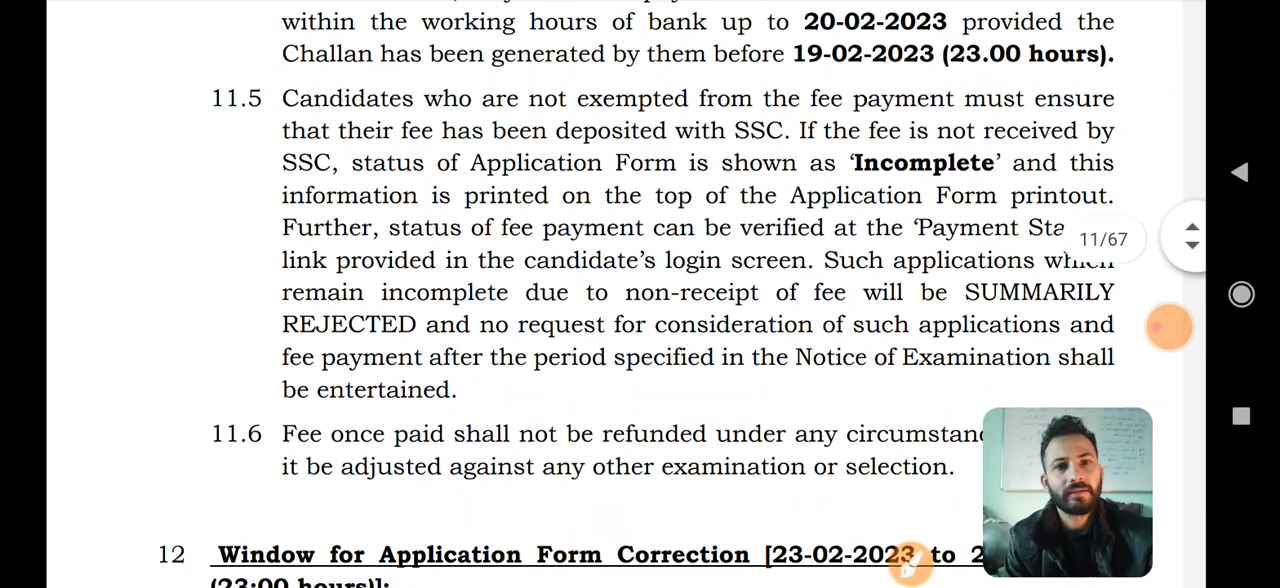 within the working hours of bank up to 20-02-2023 provided the
Challan has been generated by them before 19-02-2023 (23.00 hours).
11.5 Candidates who are not exempted from the fee payment must ensure
that their fee has been deposited with SSC. If the fee is not received by
SSC, status of Application Form is shown as ‘Incomplete’ and this
information is printed on the top of the Application Form printout.
Further, status of fee payment can be verified at the ‘Payment Sta
11/67
link provided in the candidate’s login screen. Such applications which
remain incomplete due to non-receipt of fee will be SUMMARILY
REJECTED and no request for consideration of such applications and
fee payment after the period specified in the Notice of Examination shall
be entertained.
11.6 Fee once paid shall not be refunded under any circumstan
it be adjusted against any other examination or selection.
12 Window for Application Form Correction [23-02-2023 to 2
(23:00 hours)]: